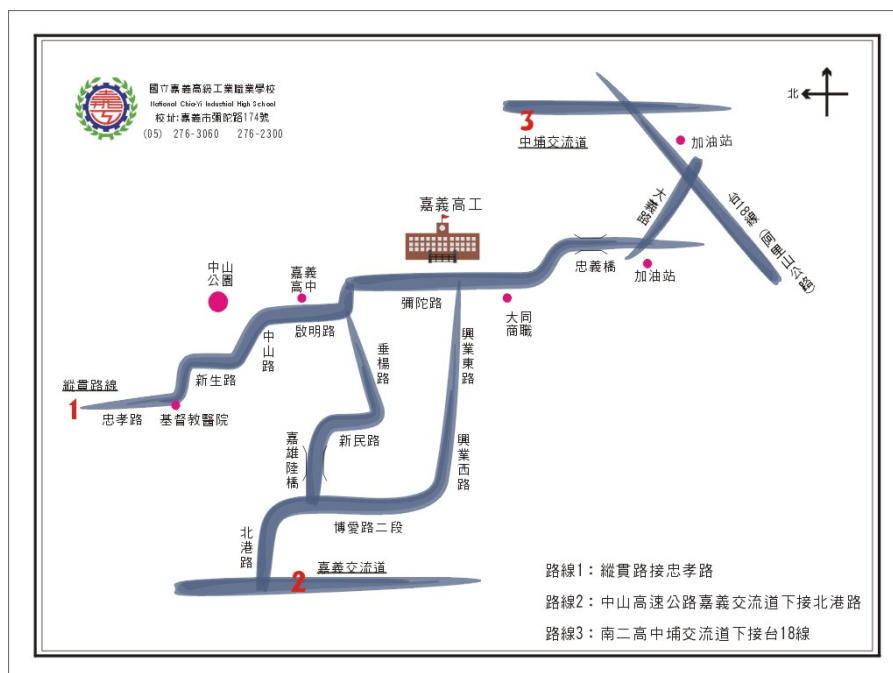 國立嘉義高級工業職業學校
National Chia-Yi Industrial High School
校址:嘉義市彌陀路174號
(05) 276-3060 276-2300
北
3
中埔交流道
加油站
大義路
台18線 (阿里山公路)
嘉義高工
忠義橋
加油站
中山
公園
嘉義
高中
彌陀路
大同
商職
啟明路
中山路
新生路
縱貫路線
1
忠孝路
基督教醫院
垂楊路
興業東路
新民路
嘉雄陸橋
興業西路
博愛路二段
北港路
2
嘉義交流道
路線1：縱貫路接忠孝路
路線2：中山高速公路嘉義交流道下接北港路
路線3：南二高中埔交流道下接台18線